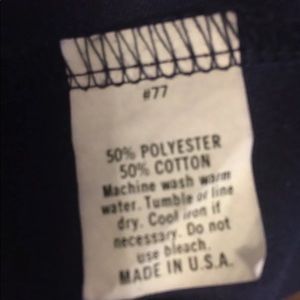 #77
50% POLYESTER
50% COTTON
Machine wash warm
water. Tumble or line
dry. Cool iron if
necessary. Do not
use bleach.
MADE IN U.S.A.